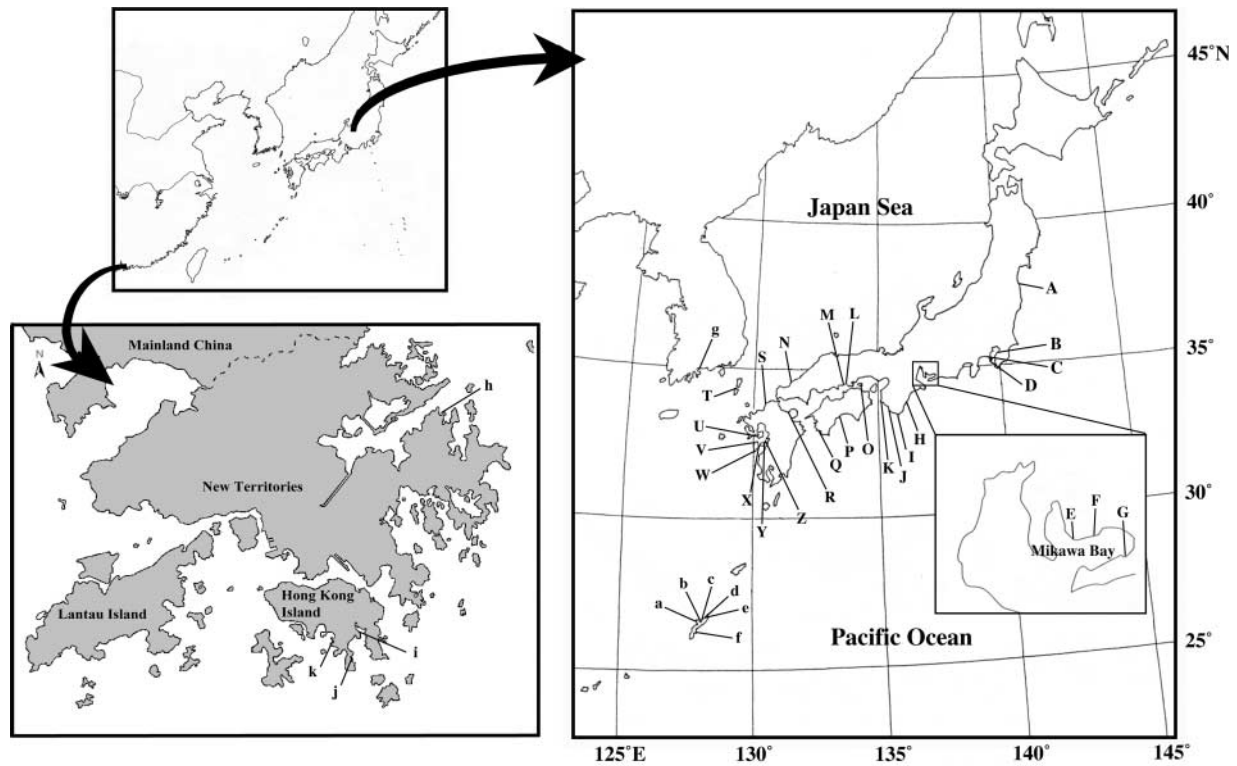 Mainland China
N
h
New Territories
Lantau Island
Hong Kong
Island
k
i
j
45˚N
40˚
35˚
30˚
25˚
Japan Sea
A
B
C
D
M
L
N
S
g
T
U
V
W
X
Y
Z
R
Q
P
O
K
J
I
H
E
F
G
Mikawa Bay
a
b
c
d
e
f
Pacific Ocean
125˚E
130˚
135˚
140˚
145˚